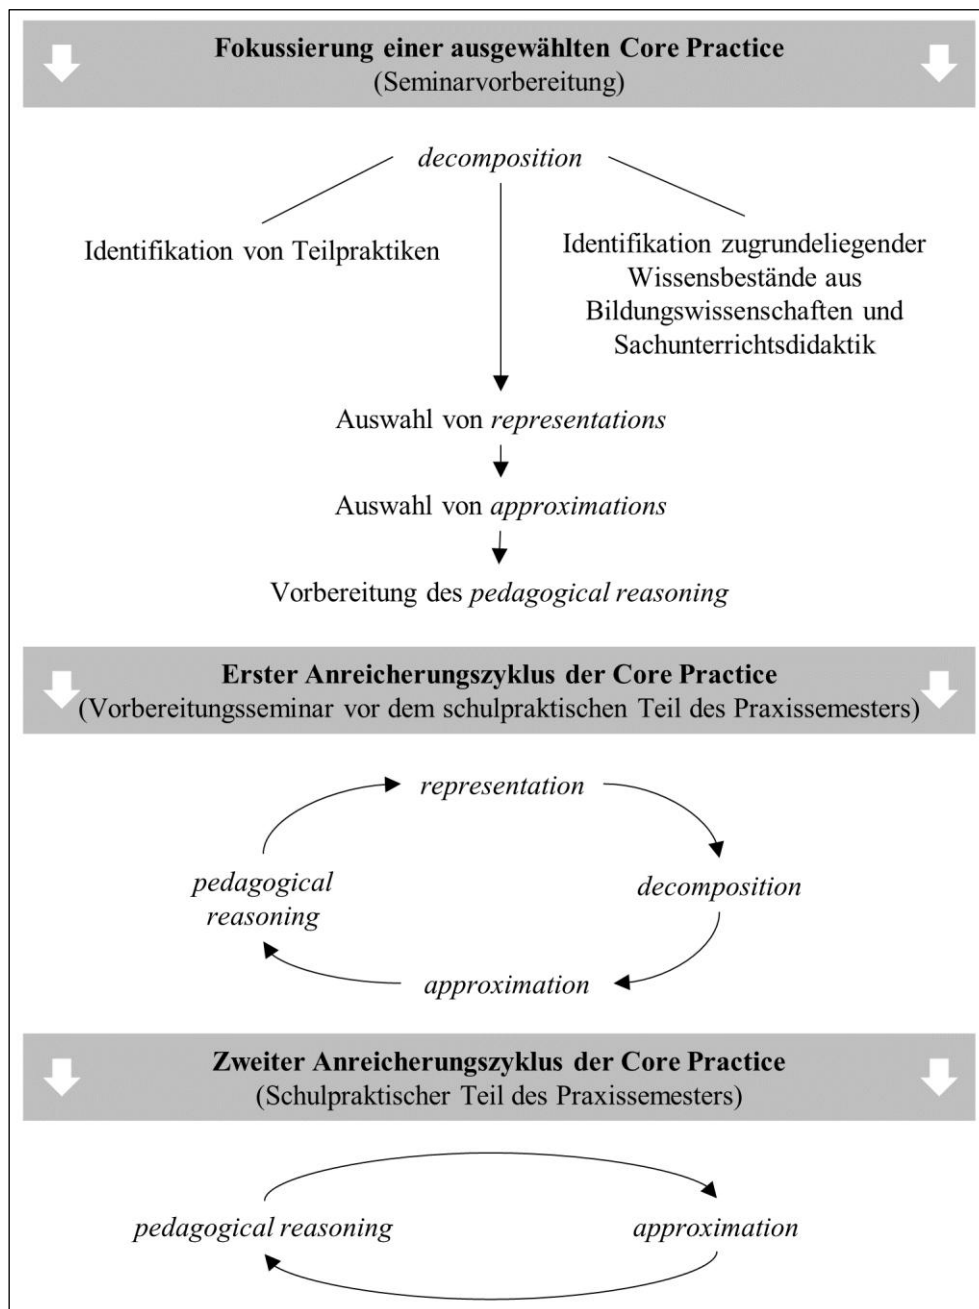 Fokussierung einer ausgewählten Core Practice
(Seminarvorbereitung)
decomposition
Identifikation von Teilpraktiken
Identifikation zugrundeliegender
Wissensbestände aus
Bildungswissenschaften und
Sachunterrichtsdidaktik
Auswahl von representations
Auswahl von approximations
Vorbereitung des pedagogical reasoning
Erster Anreicherungszyklus der Core Practice
(Vorbereitungsseminar vor dem schulpraktischen Teil des Praxissemesters)
representation
pedagogical
reasoning
decomposition
approximation
Zweiter Anreicherungszyklus der Core Practice
(Schulpraktischer Teil des Praxissemesters)
pedagogical reasoning
approximation